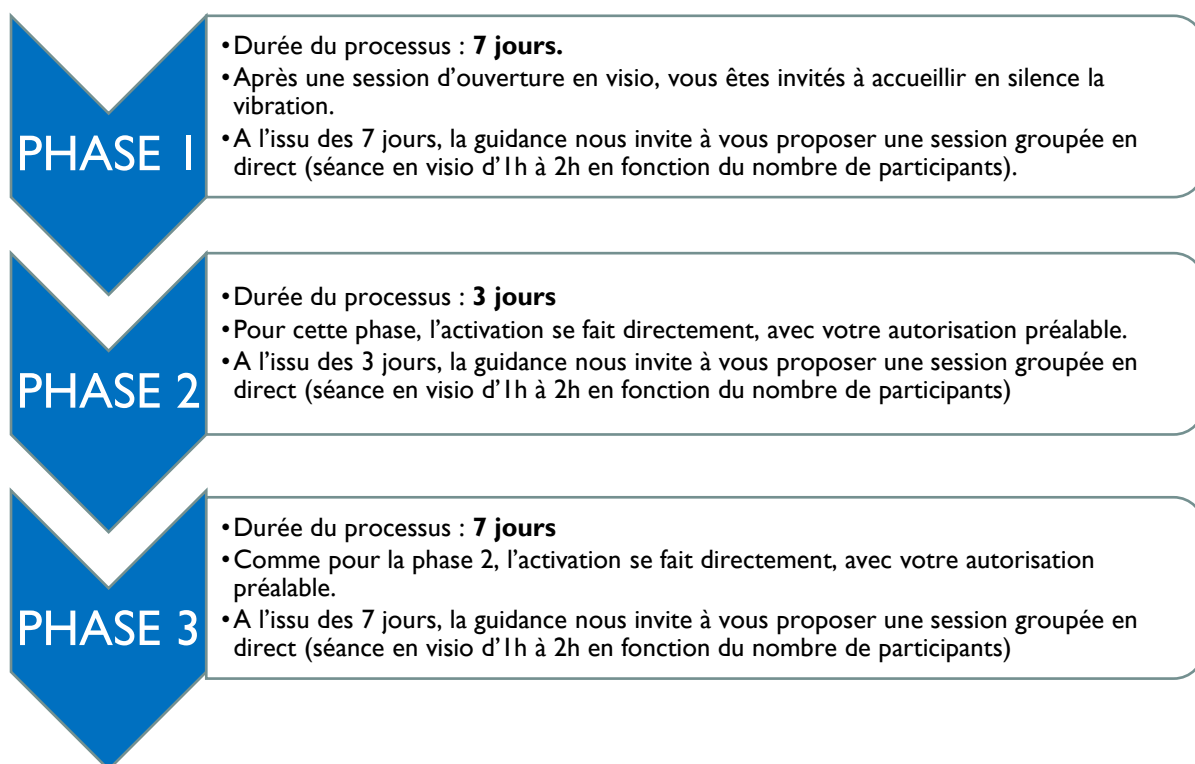 PHASE 1
•Durée du processus : 7 jours.
•Après une session d'ouverture en visio, vous êtes invités à accueillir en silence la
vibration.
•A l'issu des 7 jours, la guidance nous invite à vous proposer une session groupée en
direct (séance en visio d'1h à 2h en fonction du nombre de participants).
PHASE 2
•Durée du processus : 3 jours
•Pour cette phase, l'activation se fait directement, avec votre autorisation préalable.
•A l'issu des 3 jours, la guidance nous invite à vous proposer une session groupée en
direct (séance en visio d'1h à 2h en fonction du nombre de participants)
PHASE 3
•Durée du processus : 7 jours
•Comme pour la phase 2, l'activation se fait directement, avec votre autorisation
préalable.
•A l'issu des 7 jours, la guidance nous invite à vous proposer une session groupée en
direct (séance en visio d'1h à 2h en fonction du nombre de participants)